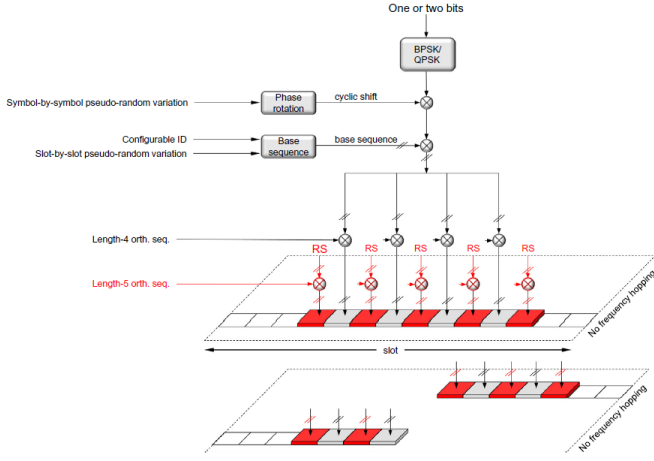 One or two bits
BPSK/
QPSK
Symbol-by-symbol pseudo-random variation
Phase
rotation
cyclic shift
Configurable ID
Slot-by-slot pseudo-random variation
Base
sequence
base sequence
Length-4 orth. seq.
RS
RS
RS
RS
RS
Length-5 orth. seq.
No frequency hopping
slot
No frequency hopping